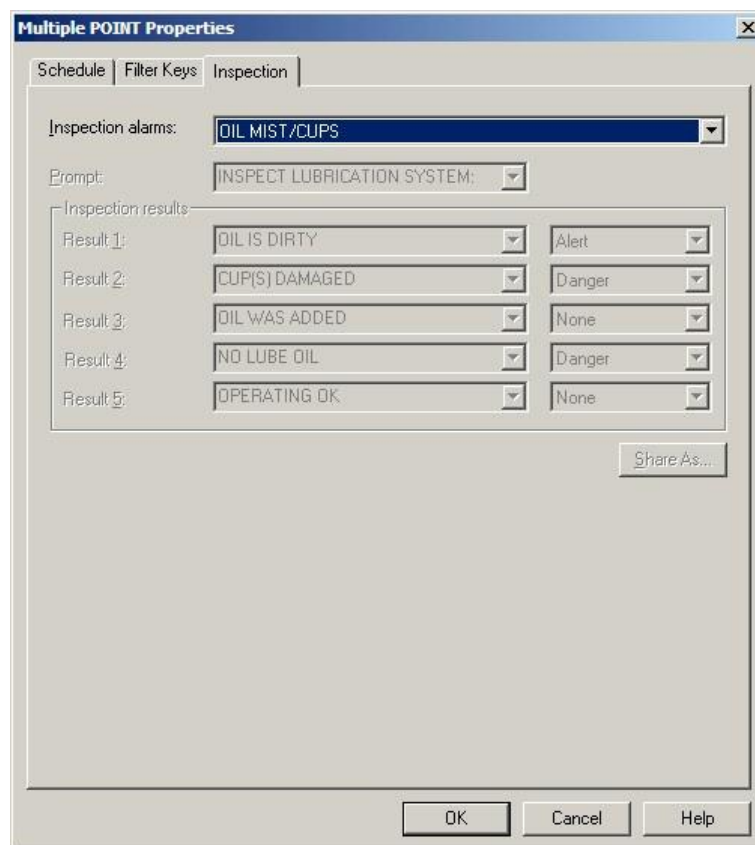 Multiple POINT Properties
Schedule Filter Keys Inspection
Inspection alarms: OIL MIST/CUPS
Prompt: INSPECT LUBRICATION SYSTEM:
Inspection results
Result 1: OIL IS DIRTY Alert
Result 2: CUP(S) DAMAGED Danger
Result 3: OIL WAS ADDED None
Result 4: NO LUBE OIL Danger
Result 5: OPERATING OK None
Share As...
OK Cancel Help